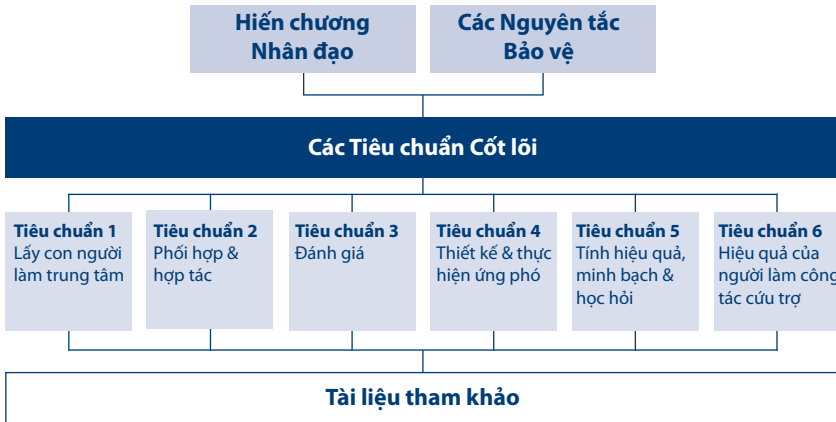 Hiến chương
Nhân đạo
Các Nguyên tắc
Bảo vệ
Các Tiêu chuẩn Cốt lõi
Tiêu chuẩn 1
Lấy con người
làm trung tâm
Tiêu chuẩn 2
Phối hợp &
hợp tác
Tiêu chuẩn 3
Đánh giá
Tiêu chuẩn 4
Thiết kế & thực
hiện ứng phó
Tiêu chuẩn 5
Tính hiệu quả,
minh bạch &
học hỏi
Tiêu chuẩn 6
Hiệu quả của
người làm công
tác cứu trợ
Tài liệu tham khảo